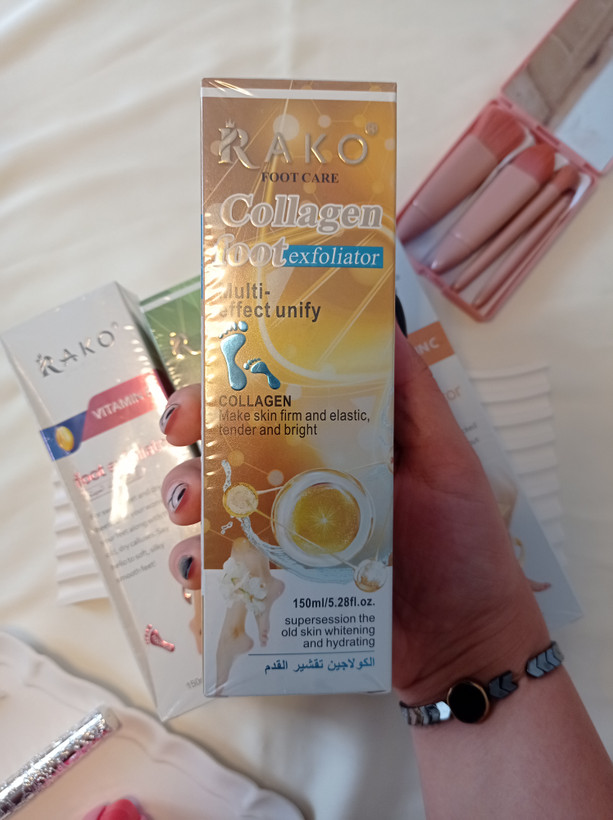 RAKO®
FOOT CARE
Collagen
foot exfoliator
Multi-
effect unify
COLLAGEN
Make skin firm and elastic,
tender and bright
150ml/5.28fl.oz.
supersession the
old skin whitening
and hydrating
الكولاجين تقشير القدم
RAKO®
VITAMIN
foot